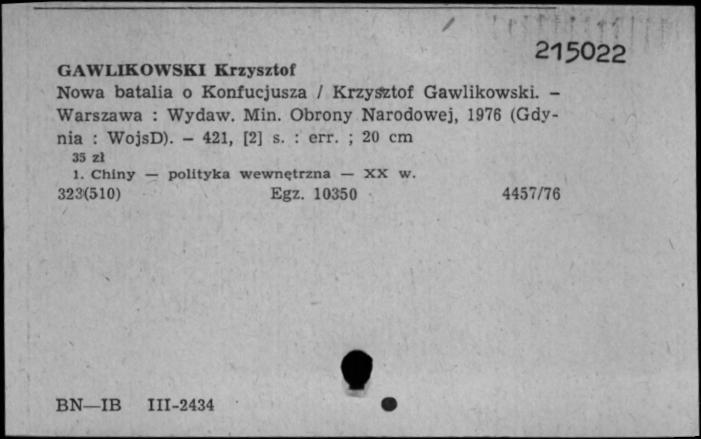 215022
GAWLIKOWSKI Krzysztof
Nowa batalia o Konfucjusza / Krzysztof Gawlikowski. –
Warszawa : Wydaw. Min. Obrony Narodowej, 1976 (Gdy-
nia : WojsD). – 421, [2] s. : err. ; 20 cm
35 zł
1. Chiny — polityka wewnętrzna — XX w.
323(510) Egz. 10350 4457/76
BN—IB III-2434